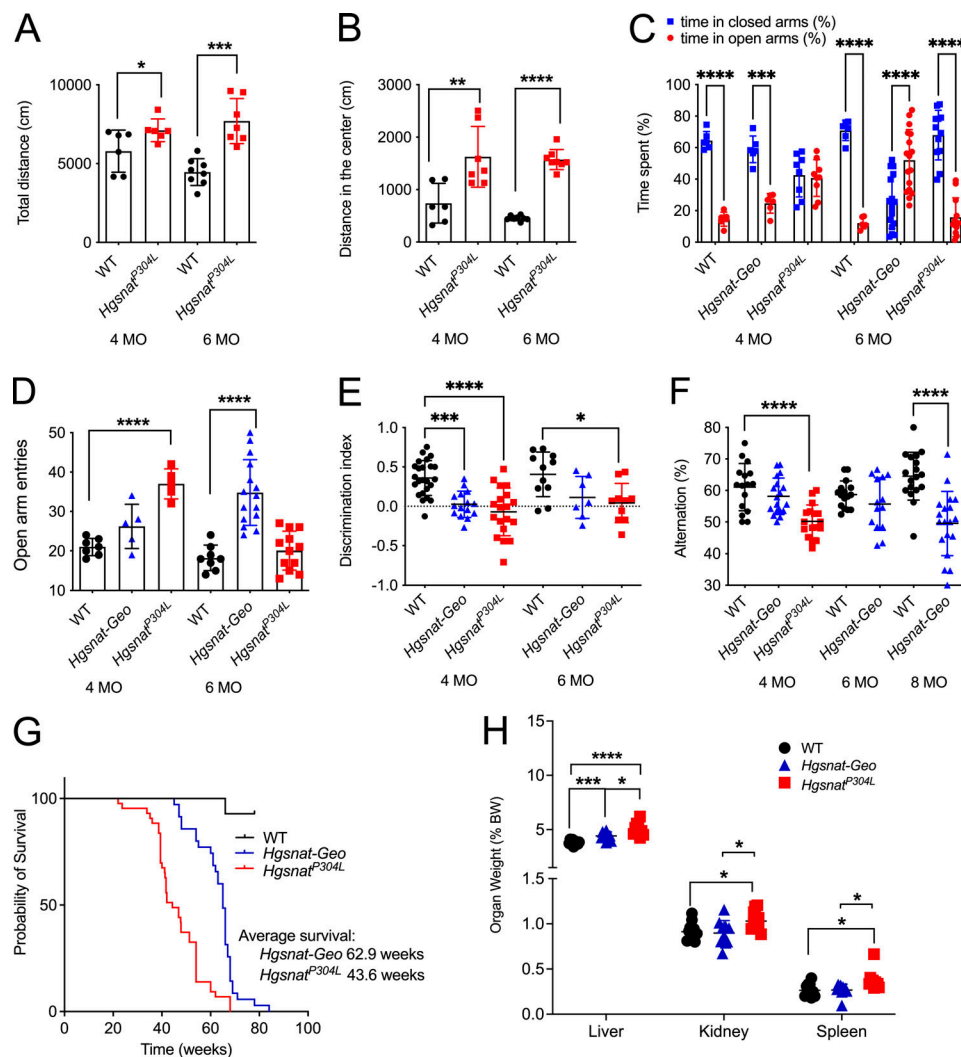 A
Total distance (cm)
10000
5000
0
*
***
WT
Hgsnat^P304L
WT
Hgsnat^P304L
4 MO
6 MO
B
Distance in the center (cm)
3000
2000
1000
0
**
****
WT
Hgsnat^P304L
WT
Hgsnat^P304L
4 MO
6 MO
C
time in closed arms (%)
time in open arms (%)
Time spent (%)
100
80
60
40
20
0
****
***
****
****
****
WT
Hgsnat-Geo
Hgsnat^P304L
WT
Hgsnat-Geo
Hgsnat^P304L
4 MO
6 MO
D
Open arm entries
50
40
30
20
10
****
****
WT
Hgsnat-Geo
Hgsnat^P304L
WT
Hgsnat-Geo
Hgsnat^P304L
4 MO
6 MO
E
Discrimination index
1.0
0.5
0.0
-0.5
-1.0
****
***
*
WT
Hgsnat-Geo
Hgsnat^P304L
WT
Hgsnat-Geo
Hgsnat^P304L
4 MO
6 MO
F
Alternation (%)
80
70
60
50
40
30
****
****
WT
Hgsnat-Geo
Hgsnat^P304L
WT
Hgsnat-Geo
WT
Hgsnat-Geo
4 MO
6 MO
8 MO
G
Probability of Survival
100
50
0
WT
Hgsnat-Geo
Hgsnat^P304L
Average survival:
Hgsnat-Geo 62.9 weeks
Hgsnat^P304L 43.6 weeks
0
20
40
60
80
100
Time (weeks)
H
WT
Hgsnat-Geo
Hgsnat^P304L
Organ Weight (% BW)
15
10
5
1.0
0.5
0.0
****
***
*
*
*
*
*
Liver
Kidney
Spleen